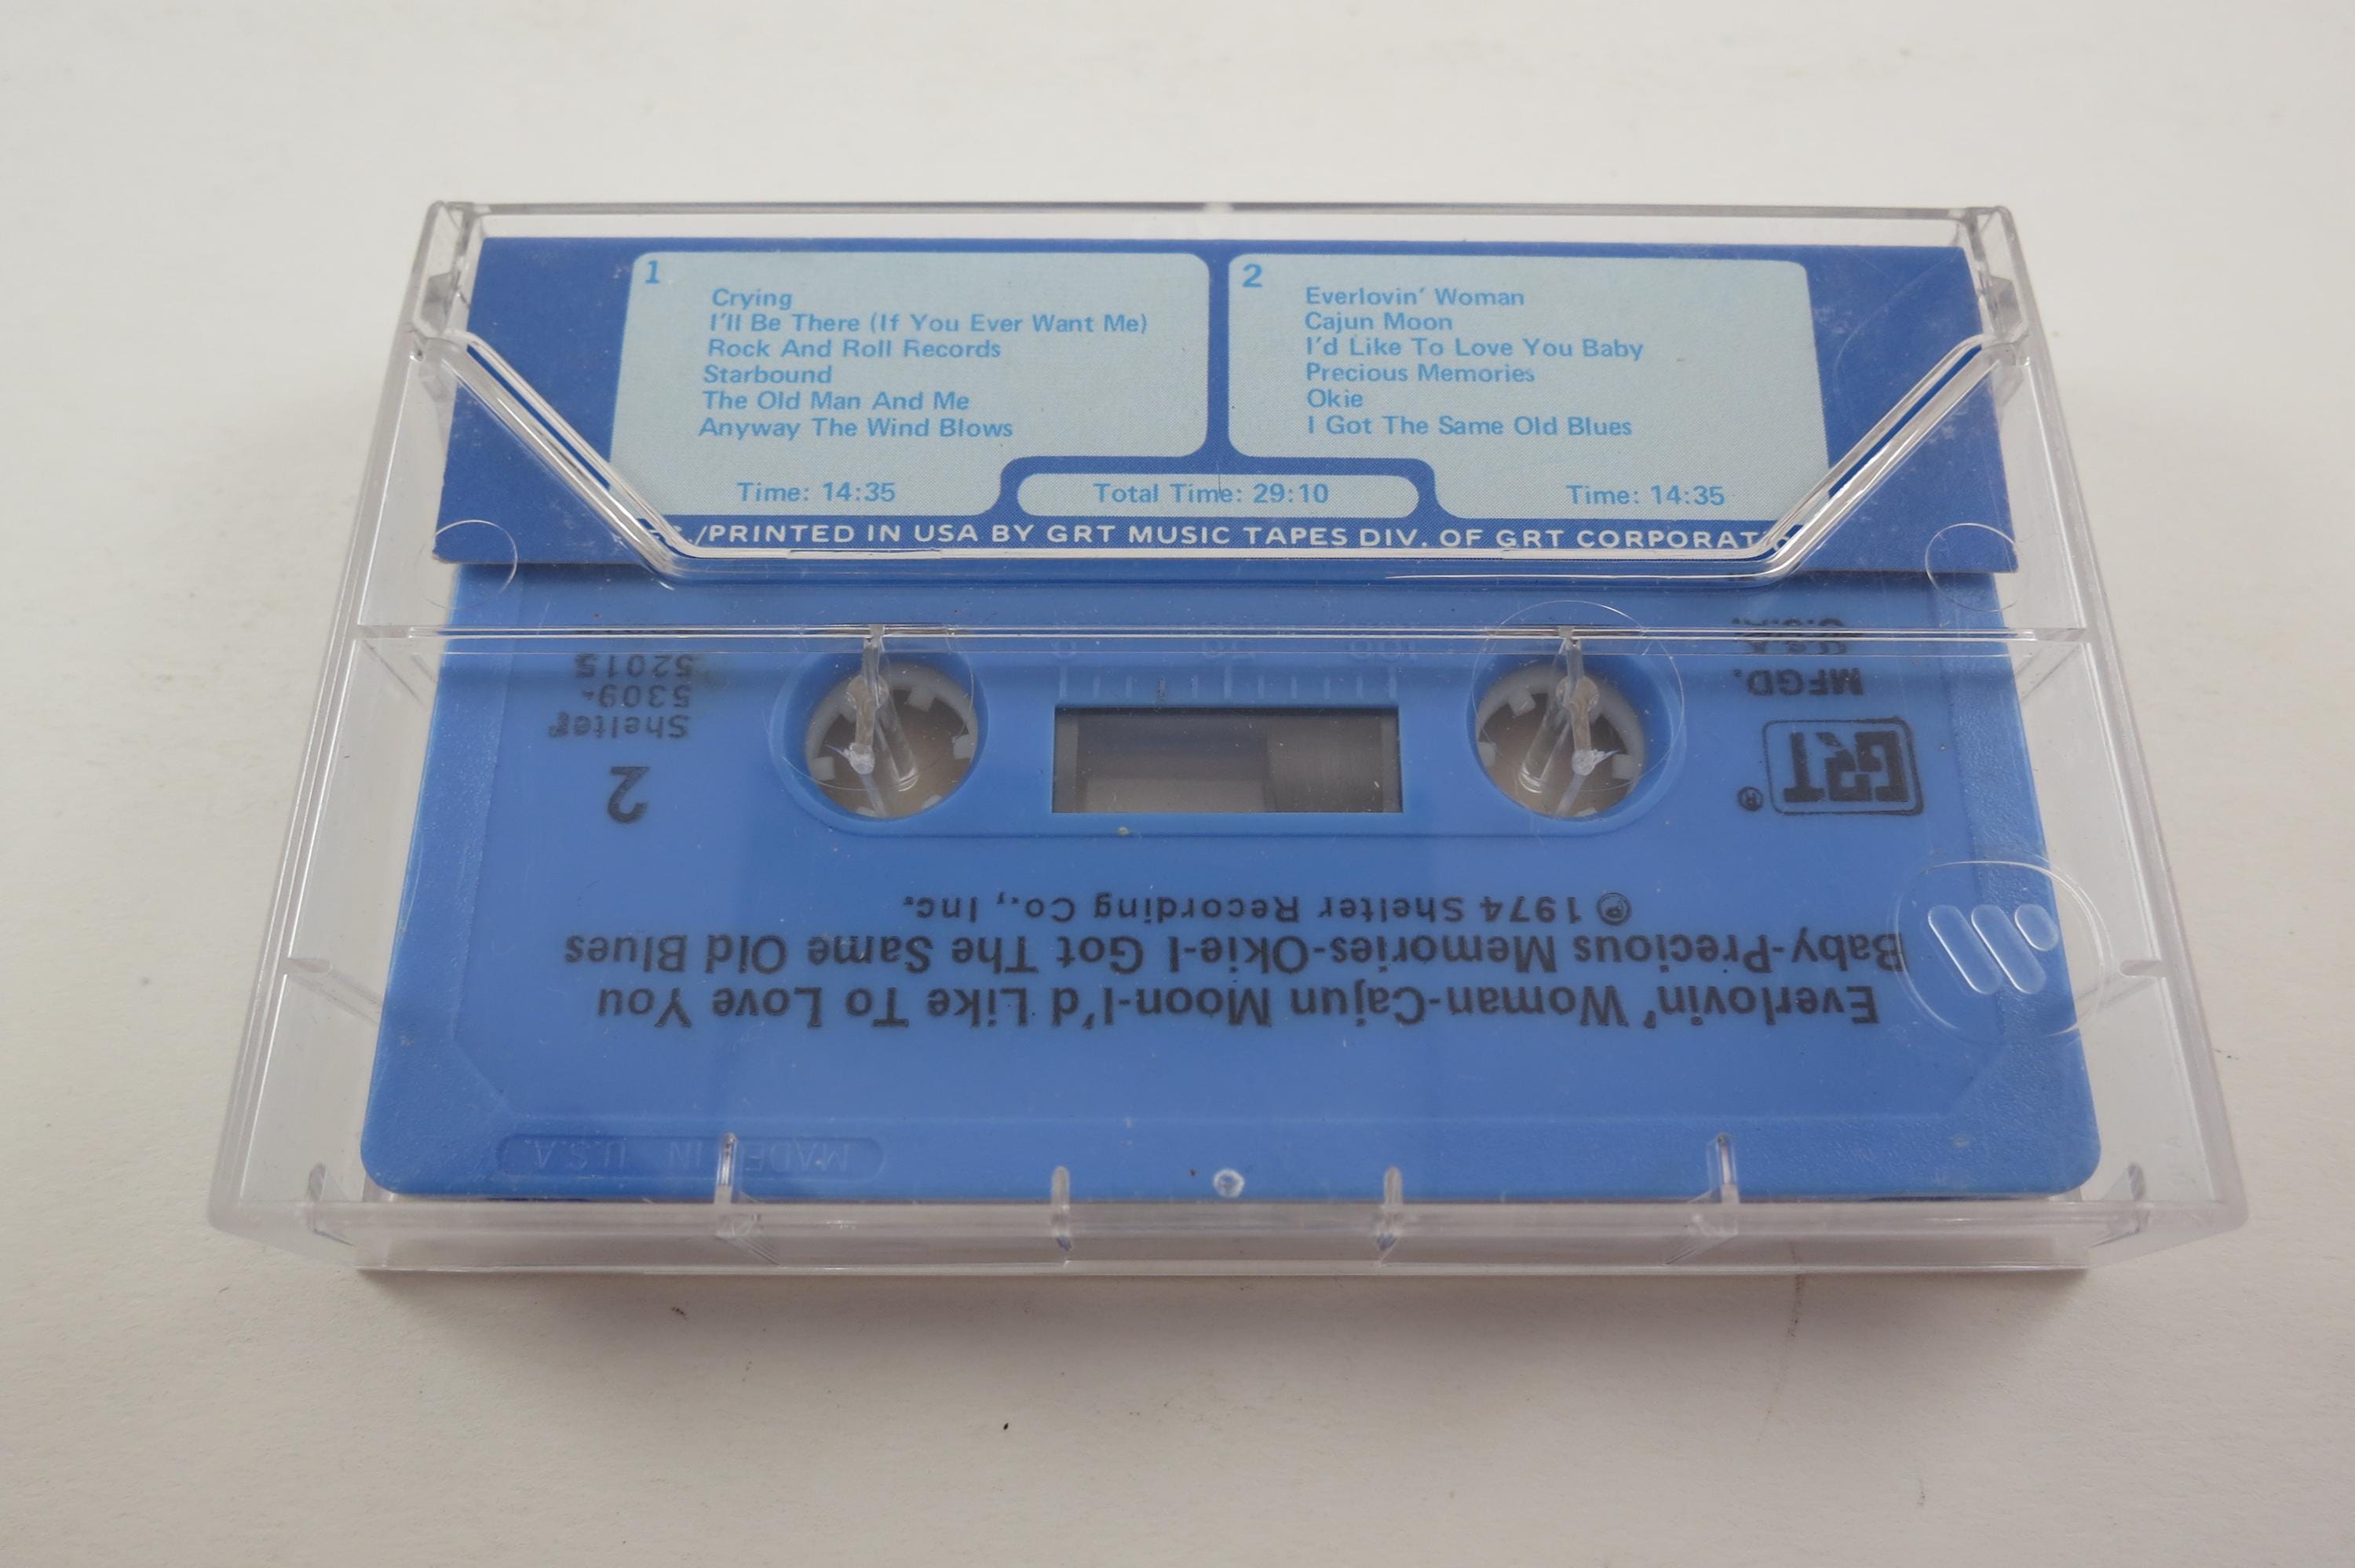 1
Crying
I'll Be There (If You Ever Want Me)
Rock And Roll Records
Starbound
The Old Man And Me
Anyway The Wind Blows
Time: 14:35
2
Everlovin' Woman
Cajun Moon
I'd Like To Love You Baby
Precious Memories
Okie
I Got The Same Old Blues
Time: 14:35
Total Time: 29:10
/PRINTED IN USA BY GRT MUSIC TAPES DIV. OF GRT
Everlovin' Woman-Cajun Moon-I'd Like To Love You
Baby-Precious Memories-Okie-I Got The Same Old Blues
℗ 1974 Shelter Recording Co., Inc.
GRT®
MFGD.
2
5309-
52015
MADE IN U.S.A.